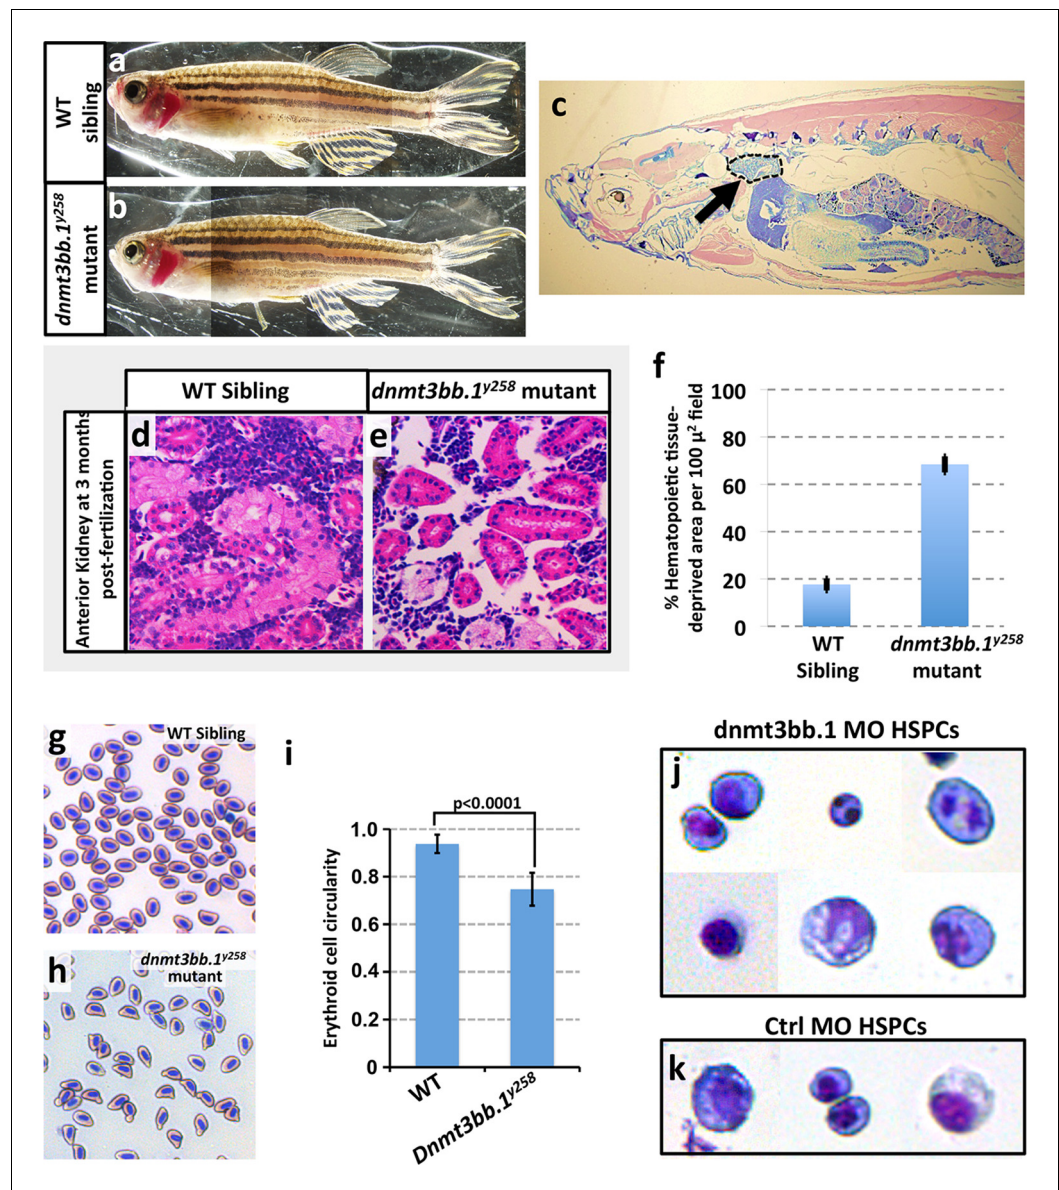 a
WT
sibling
b
dnmt3bb.1y258
mutant
c
WT Sibling
dnmt3bb.1y258 mutant
Anterior Kidney at 3 months
post-fertilization
d
e
f
% Hematopoietic tissue-
deprived area per 100 µ2 field
100
80
60
40
20
0
WT
Sibling
dnmt3bb.1y258
mutant
g
WT Sibling
h
dnmt3bb.1y258
mutant
i
p<0.0001
Erythroid cell circularity
1.0
0.8
0.6
0.4
0.2
0
WT
Dnmt3bb.1y258
dnmt3bb.1 MO HSPCs
j
Ctrl MO HSPCs
k